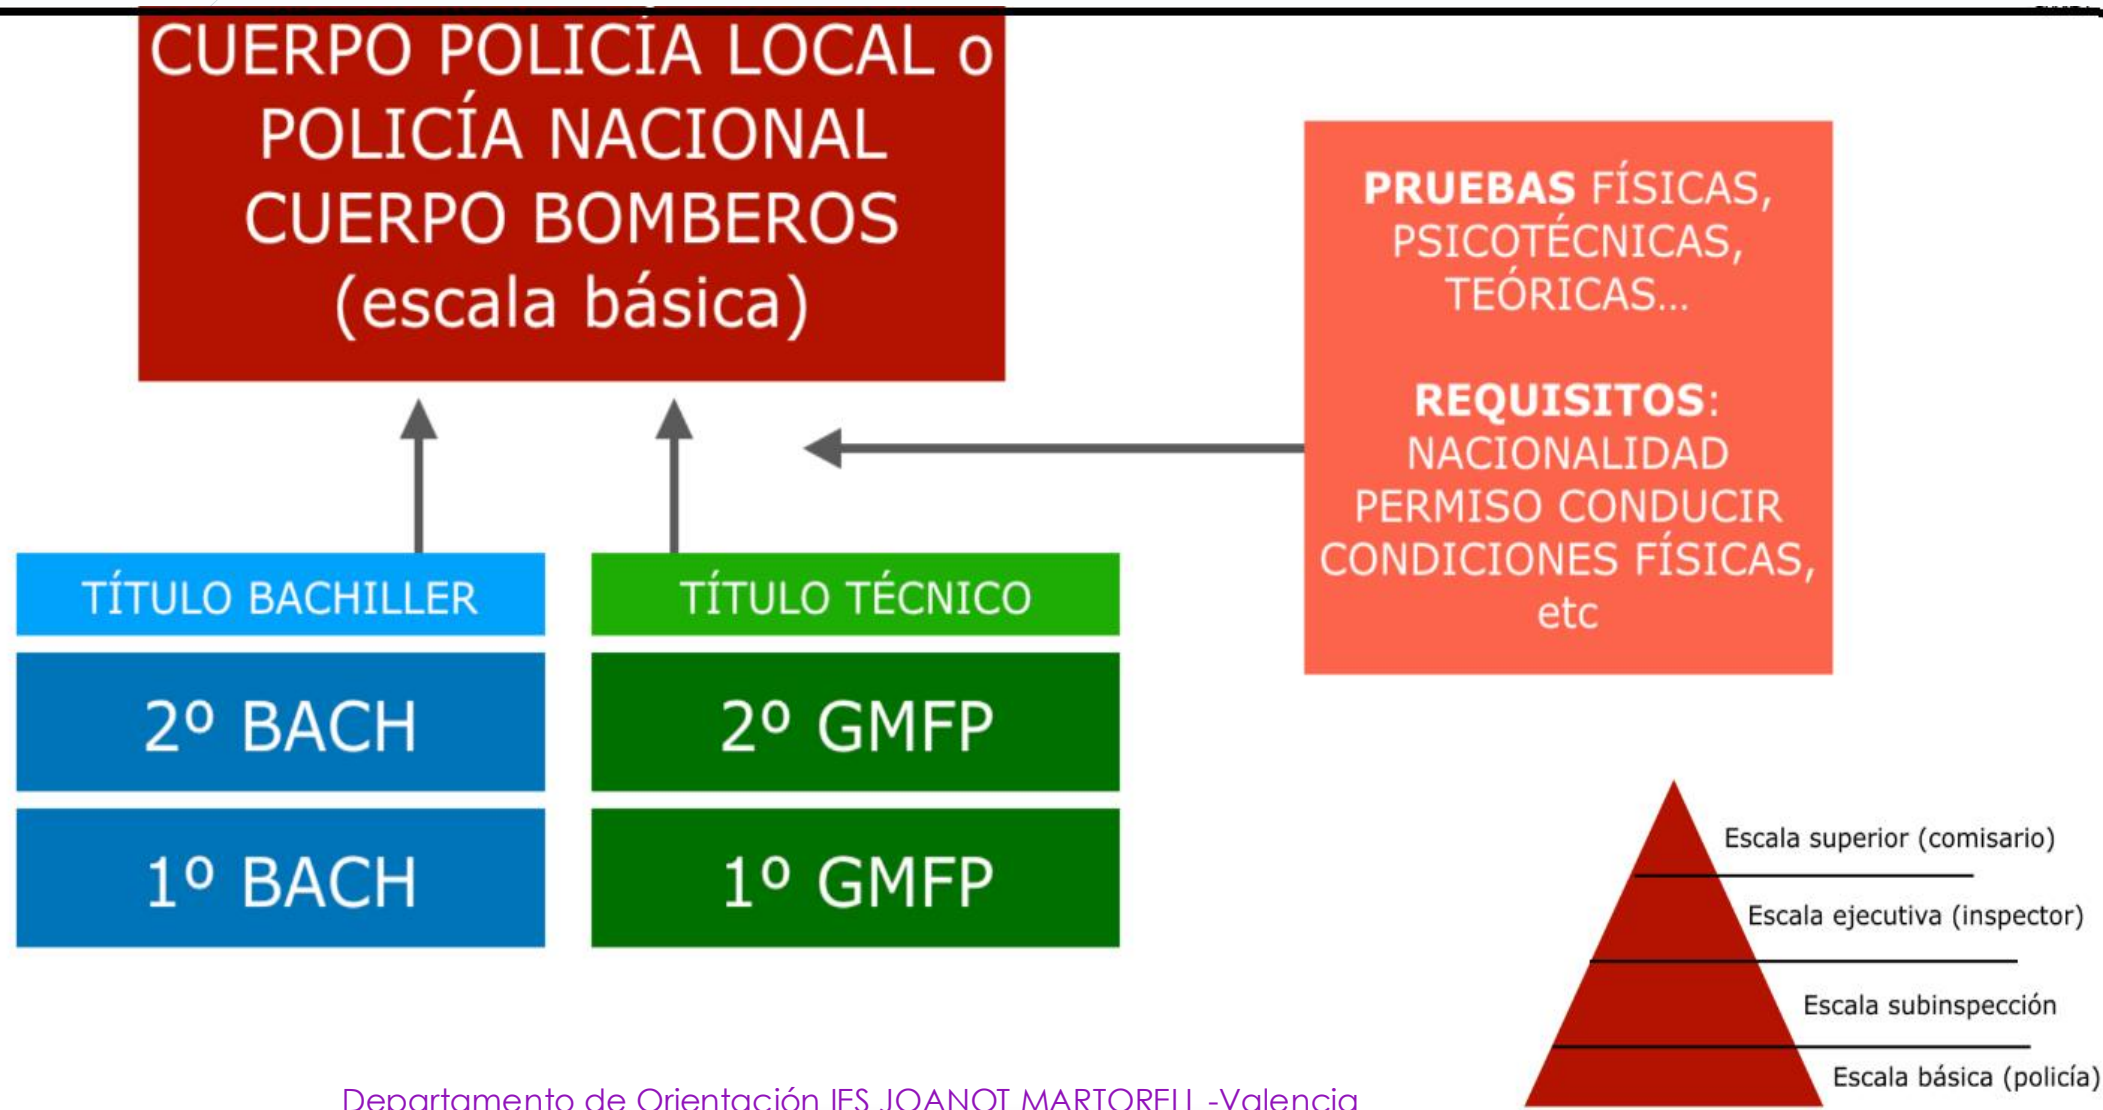 CUERPO POLICÍA LOCAL o
POLICÍA NACIONAL
CUERPO BOMBEROS
(escala básica)
PRUEBAS FÍSICAS,
PSICOTÉCNICAS,
TEÓRICAS...
REQUISITOS:
NACIONALIDAD
PERMISO CONDUCIR
CONDICIONES FÍSICAS,
etc
TÍTULO BACHILLER
2º BACH
1º BACH
TÍTULO TÉCNICO
2º GMFP
1º GMFP
Escala superior (comisario)
Escala ejecutiva (inspector)
Escala subinspección
Escala básica (policía)
Departamento de Orientación IES JOANOT MARTORELL -Valencia